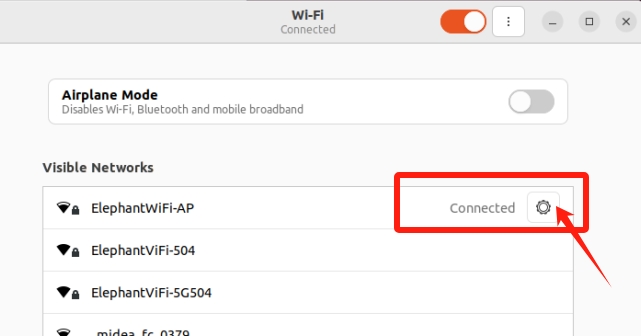 Wi-Fi
Connected
Airplane Mode
Disables Wi-Fi, Bluetooth and mobile broadband
Visible Networks
ElephantWiFi-AP Connected
ElephantViFi-504
ElephantViFi-5G504
midea_fc_0379